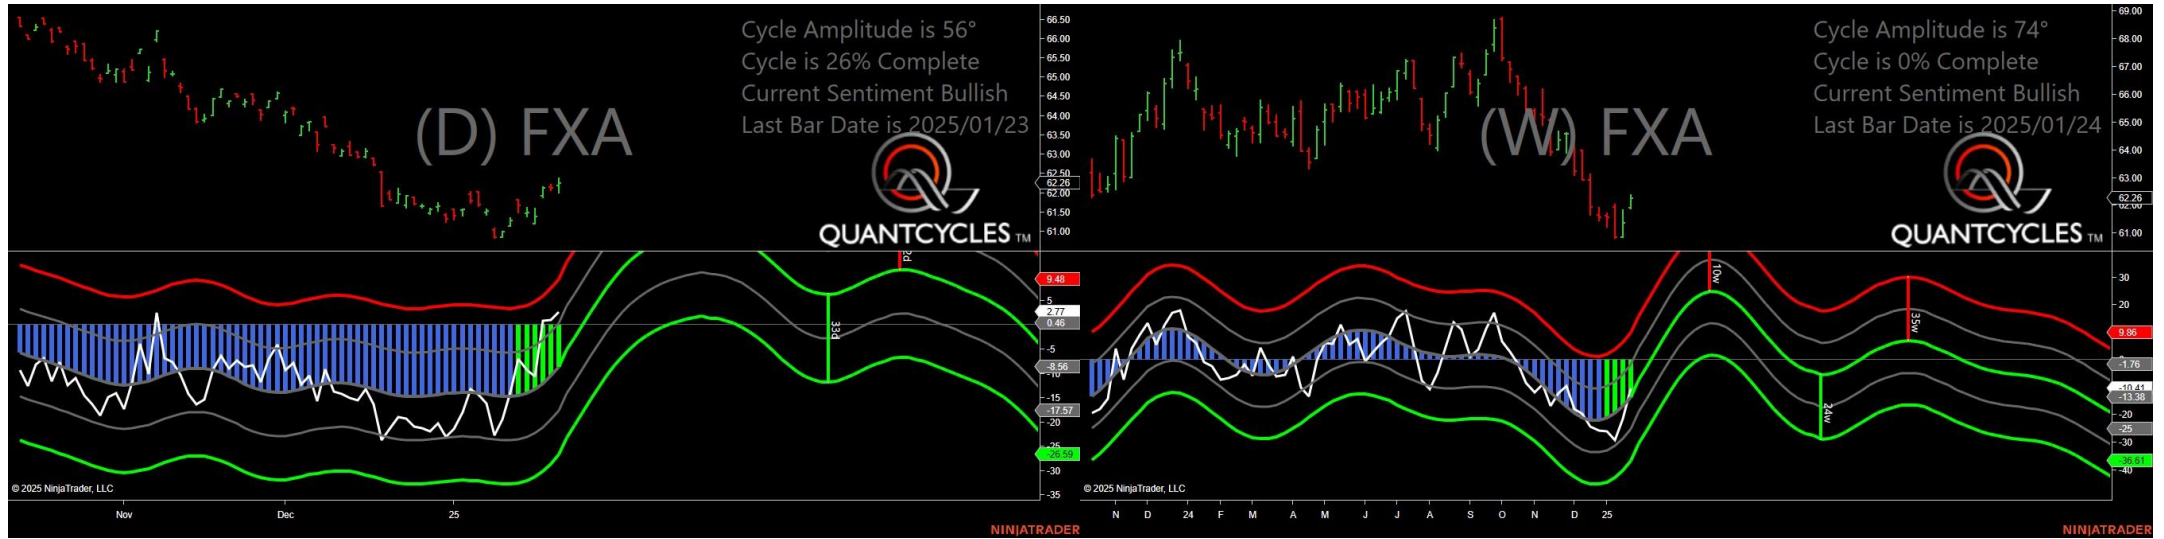 Cycle Amplitude is 56°
Cycle is 26% Complete
Current Sentiment Bullish
Last Bar Date is 2025/01/23
(D) FXA
QUANTCYCLES TM
66.50
66.00
65.50
65.00
64.50
64.00
63.50
63.00
62.50
62.26
62.00
61.50
61.00
2d
33d
9.48
5
2.77
0.46
-5
-8.56
-10
-15
-17.57
-20
-25
-26.59
-30
-35
© 2025 NinjaTrader, LLC
Nov
Dec
25
NINJATRADER
Cycle Amplitude is 74°
Cycle is 0% Complete
Current Sentiment Bullish
Last Bar Date is 2025/01/24
(W) FXA
QUANTCYCLES TM
69.00
68.00
67.00
66.00
65.00
64.00
63.00
62.26
62.00
61.00
10w
35w
24w
30
20
9.86
-1.76
-10.41
-13.38
-20
-25
-30
-36.61
-40
© 2025 NinjaTrader, LLC
N D 24 F M A M J J A S O N D 25
NINJATRADER